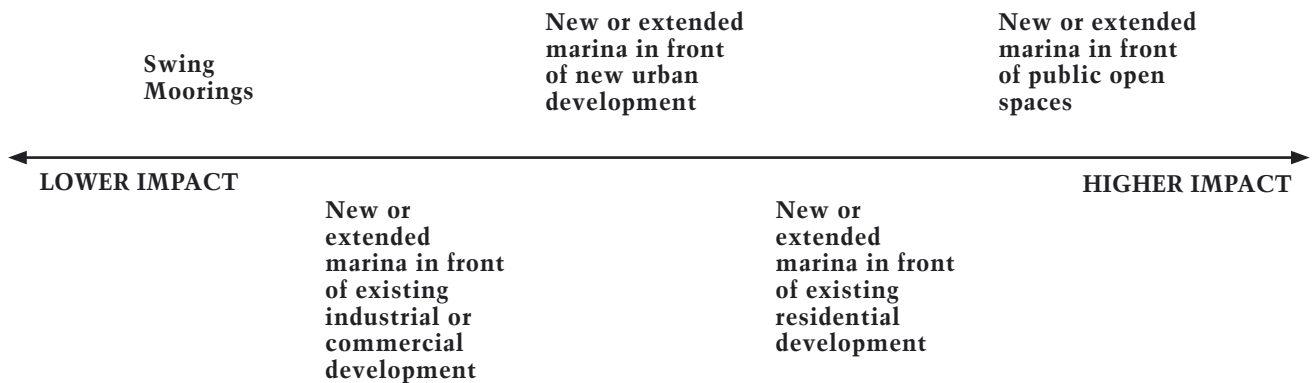 Swing
Moorings
New or extended
marina in front
of new urban
development
New or extended
marina in front
of public open
spaces
LOWER IMPACT
HIGHER IMPACT
New or
extended
marina in front
of existing
industrial or
commercial
development
New or
extended
marina in front
of existing
residential
development